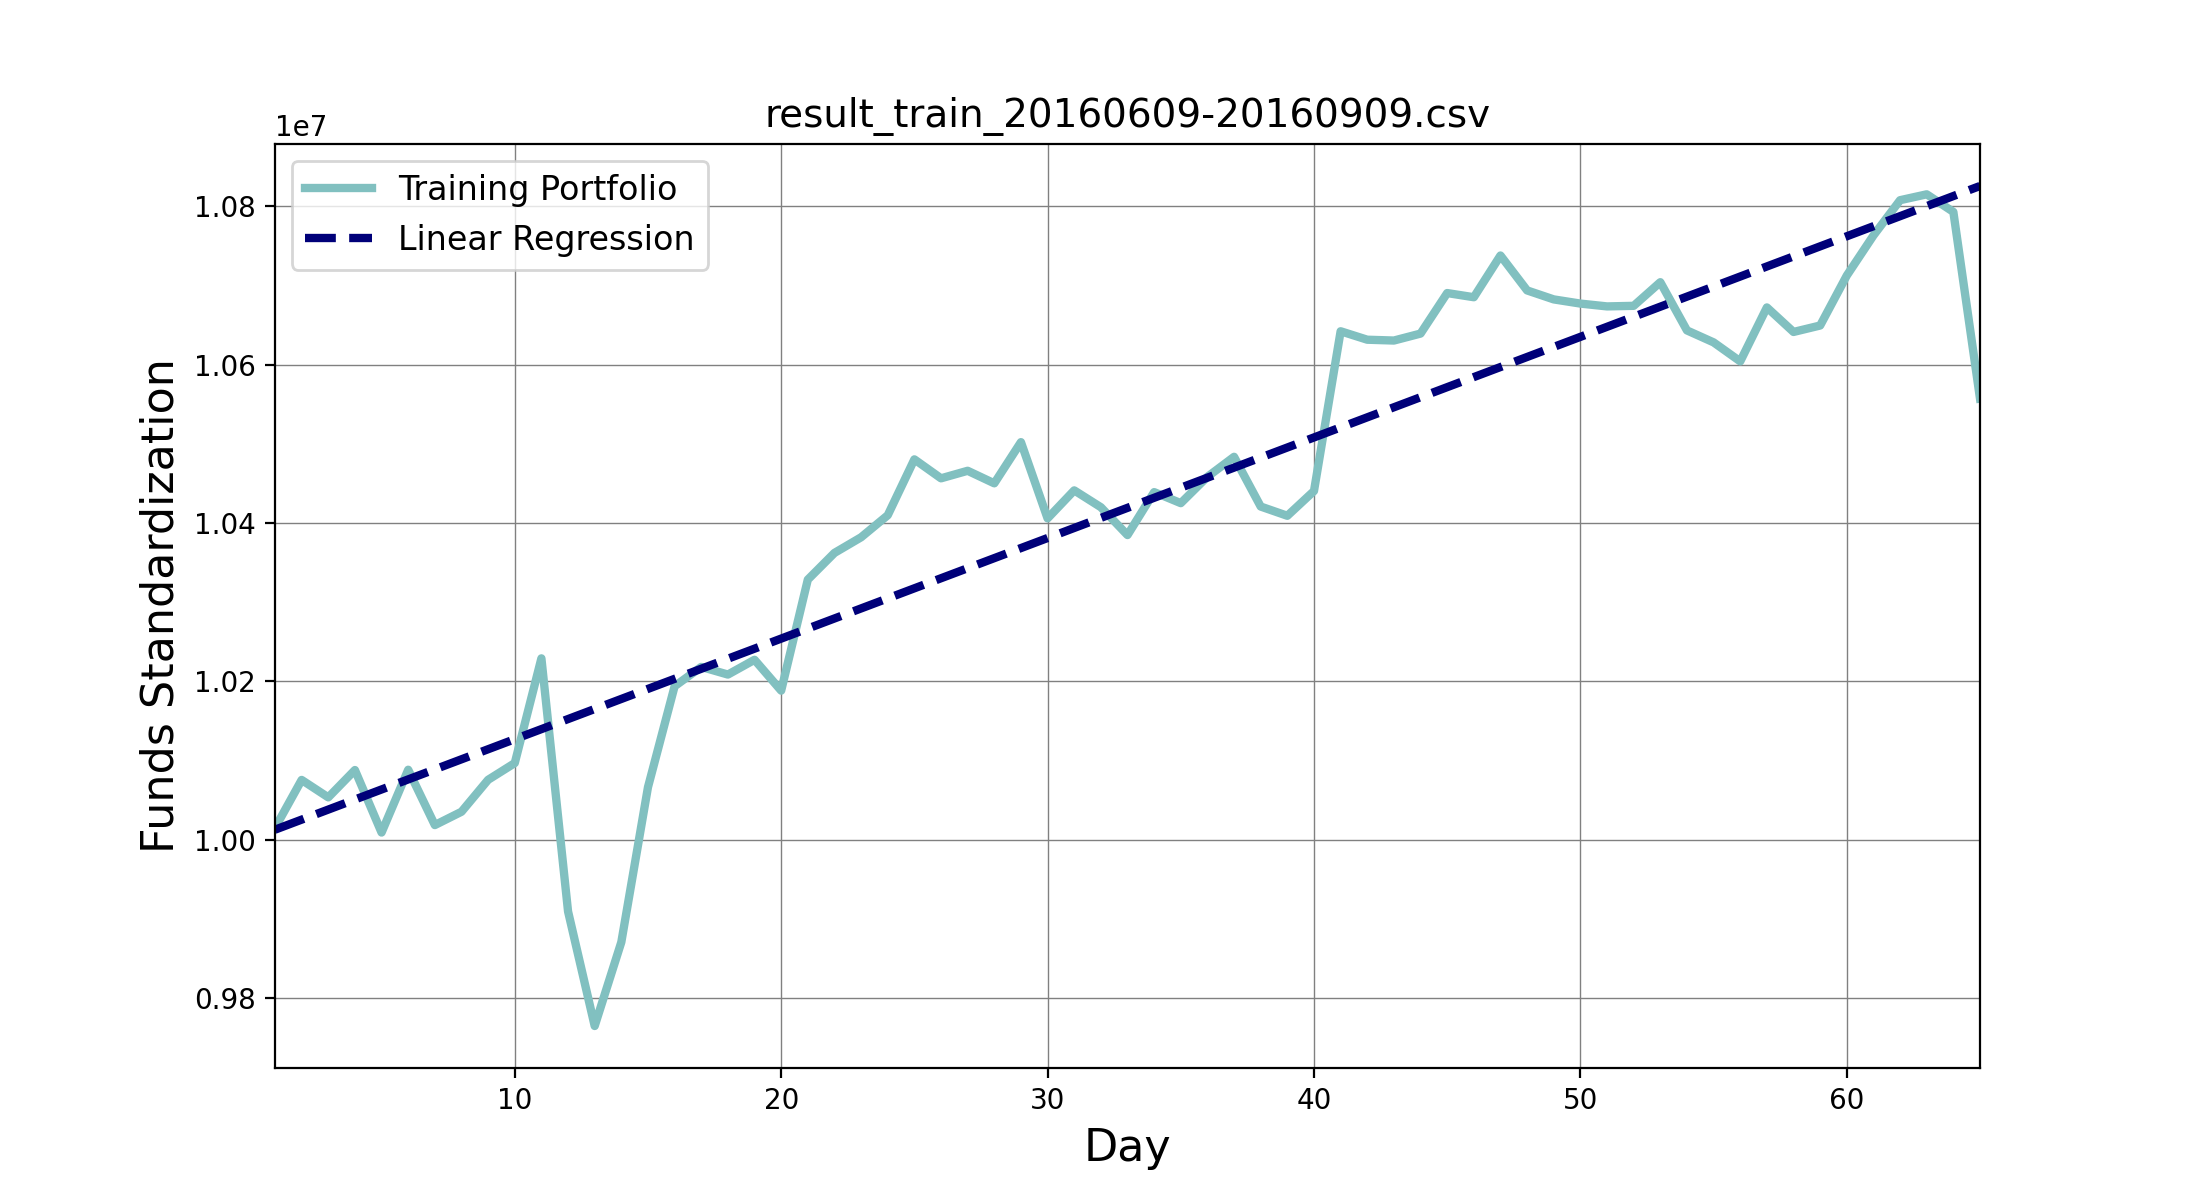 result_train_20160609-20160909.csv
1e7
Training Portfolio
Linear Regression
1.08
1.06
1.04
1.02
1.00
0.98
Funds Standardization
10 20 30 40 50 60
Day